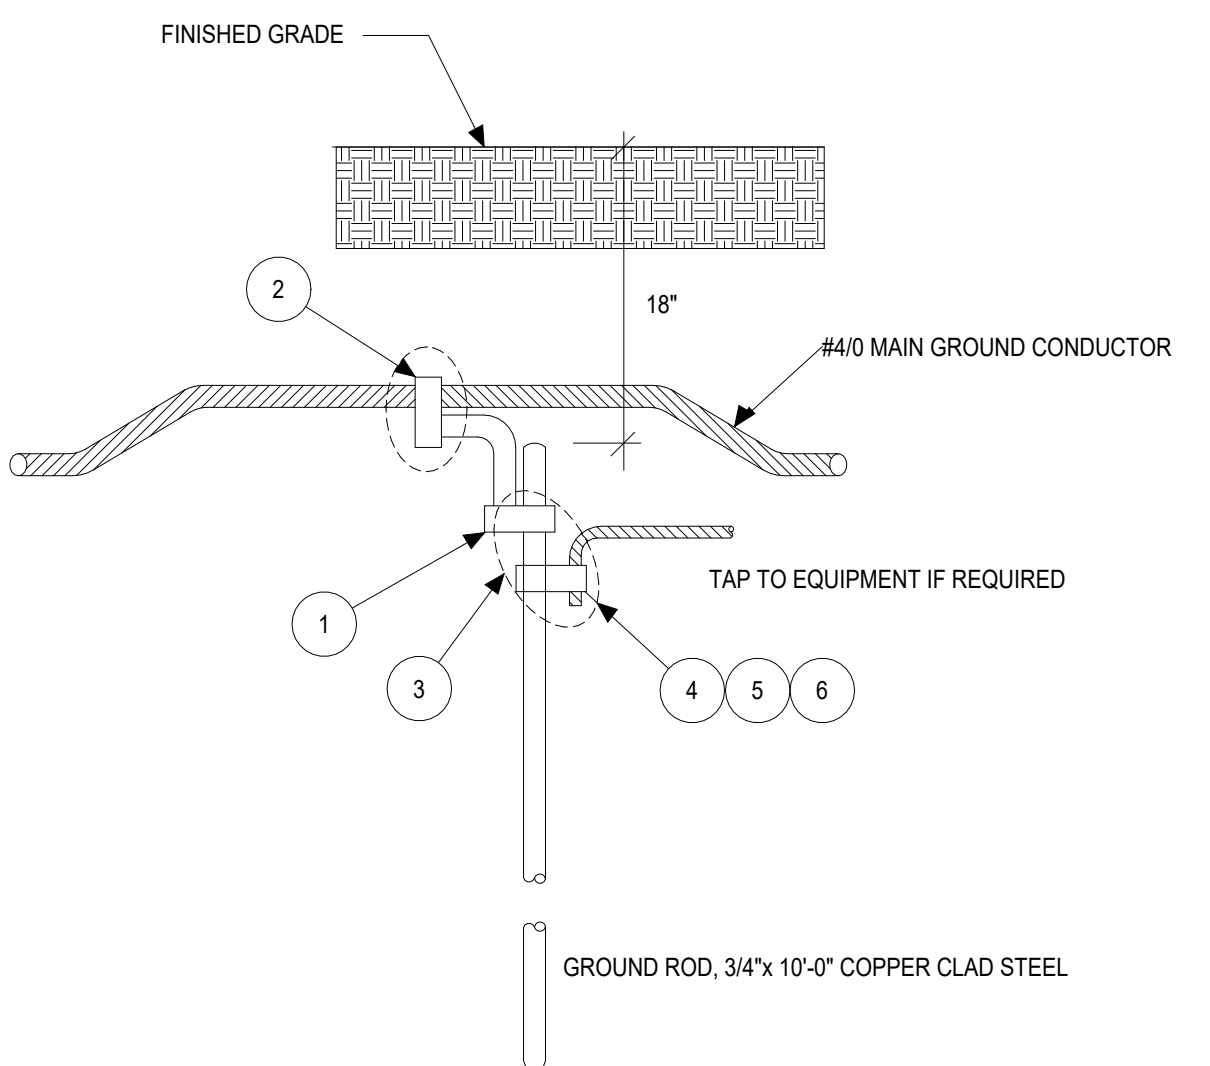 FINISHED GRADE
2
18"
#4/0 MAIN GROUND CONDUCTOR
TAP TO EQUIPMENT IF REQUIRED
1
3
4 5 6
GROUND ROD, 3/4"x 10'-0" COPPER CLAD STEEL